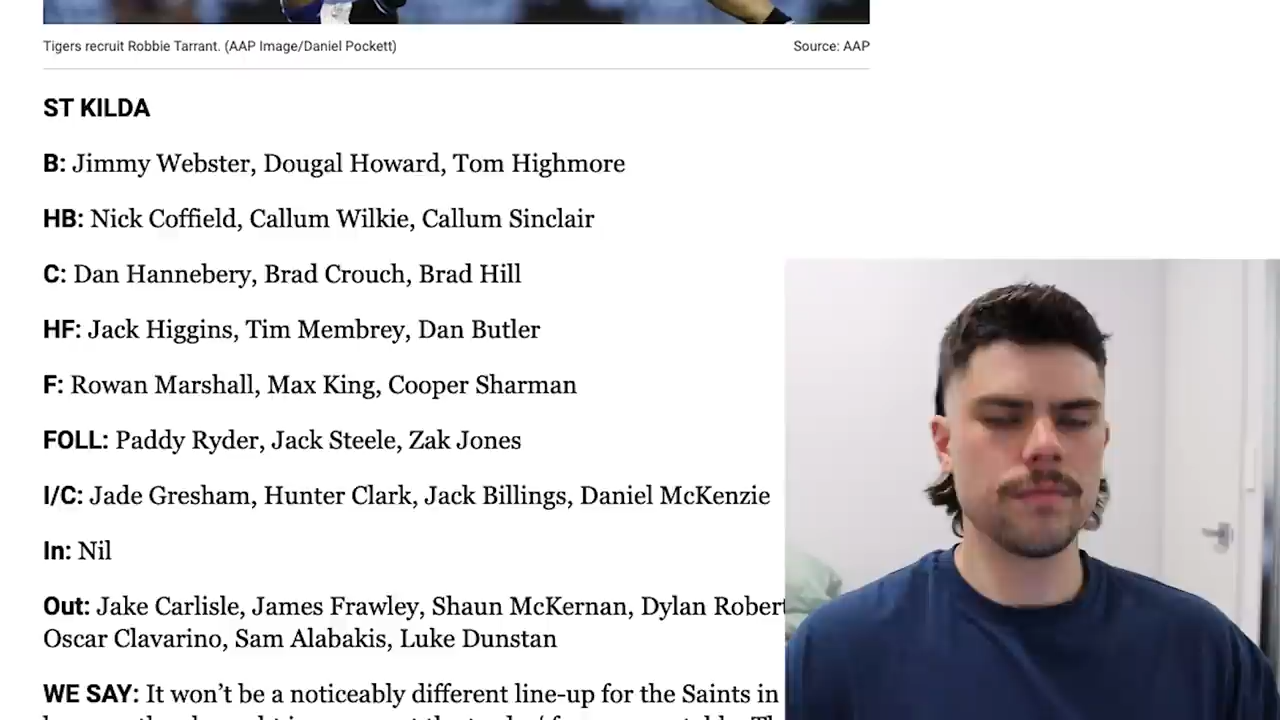 Tigers recruit Robbie Tarrant. (AAP Image/Daniel Pockett) Source: AAP
ST KILDA
B: Jimmy Webster, Dougal Howard, Tom Highmore
HB: Nick Coffield, Callum Wilkie, Callum Sinclair
C: Dan Hannebery, Brad Crouch, Brad Hill
HF: Jack Higgins, Tim Membrey, Dan Butler
F: Rowan Marshall, Max King, Cooper Sharman
FOLL: Paddy Ryder, Jack Steele, Zak Jones
I/C: Jade Gresham, Hunter Clark, Jack Billings, Daniel McKenzie
In: Nil
Out: Jake Carlisle, James Frawley, Shaun McKernan, Dylan Robert
Oscar Clavarino, Sam Alabakis, Luke Dunstan
WE SAY: It won’t be a noticeably different line-up for the Saints in